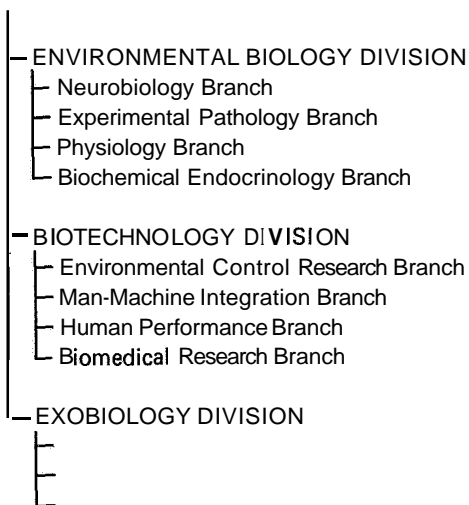 ENVIRONMENTAL BIOLOGY DIVISION
Neurobiology Branch
Experimental Pathology Branch
Physiology Branch
Biochemical Endocrinology Branch
BIOTECHNOLOGY DIVISION
Environmental Control Research Branch
Man-Machine Integration Branch
Human Performance Branch
Biomedical Research Branch
EXOBIOLOGY DIVISION